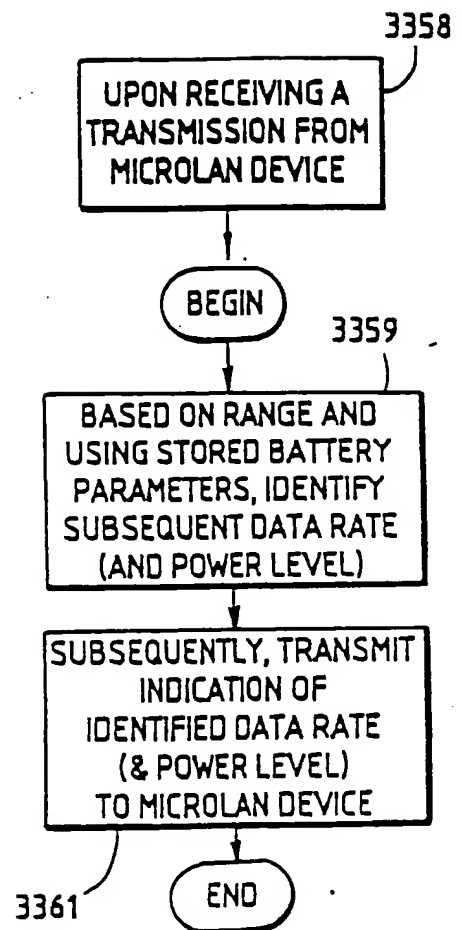 3358
UPON RECEIVING A
TRANSMISSION FROM
MICROLAN DEVICE
BEGIN
3359
BASED ON RANGE AND
USING STORED BATTERY
PARAMETERS, IDENTIFY
SUBSEQUENT DATA RATE
(AND POWER LEVEL)
SUBSEQUENTLY, TRANSMIT
INDICATION OF
IDENTIFIED DATA RATE
(& POWER LEVEL)
TO MICROLAN DEVICE
3361
END